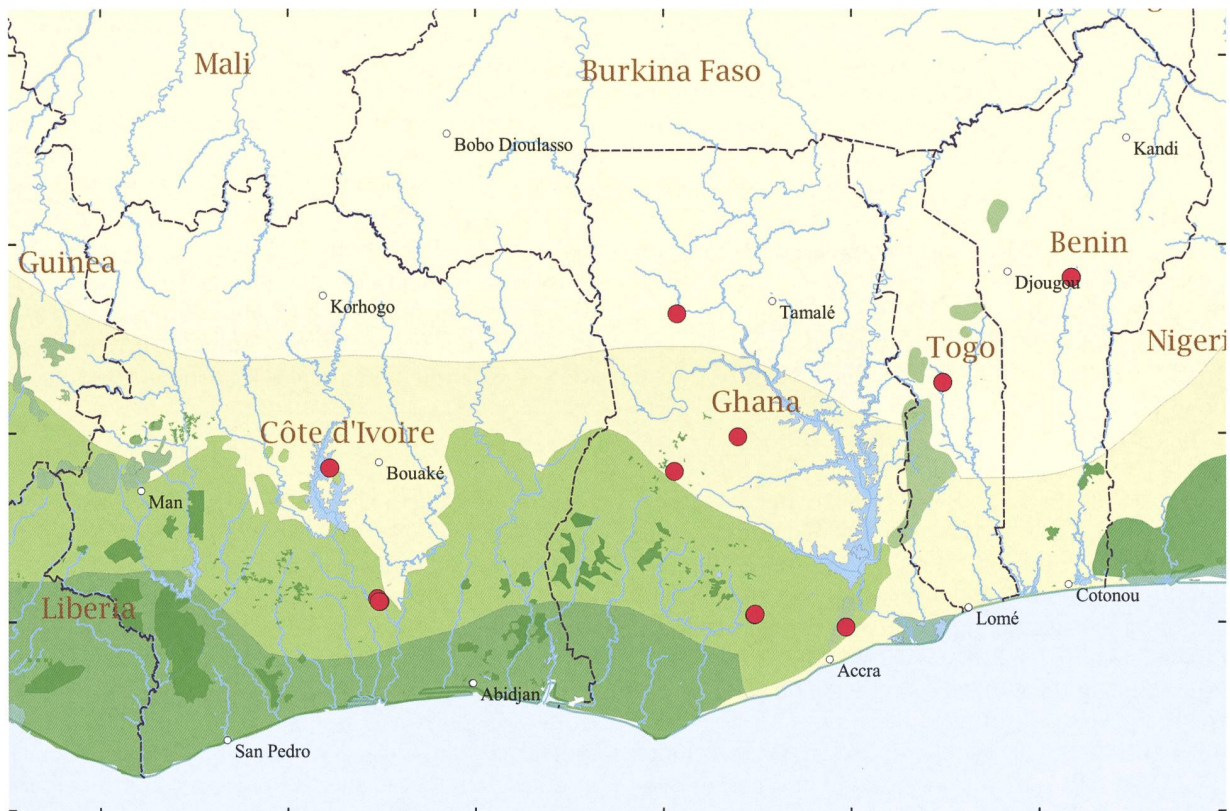 Mali
Burkina Faso
Bobo Dioulasso
Kandi
Guinea
Benin
Djougou
Korhogo
Tamalé
Togo
Nigeri
Ghana
Côte d'Ivoire
Bouaké
Man
Liberia
Cotonou
Lomé
Accra
Abidjan
San Pedro